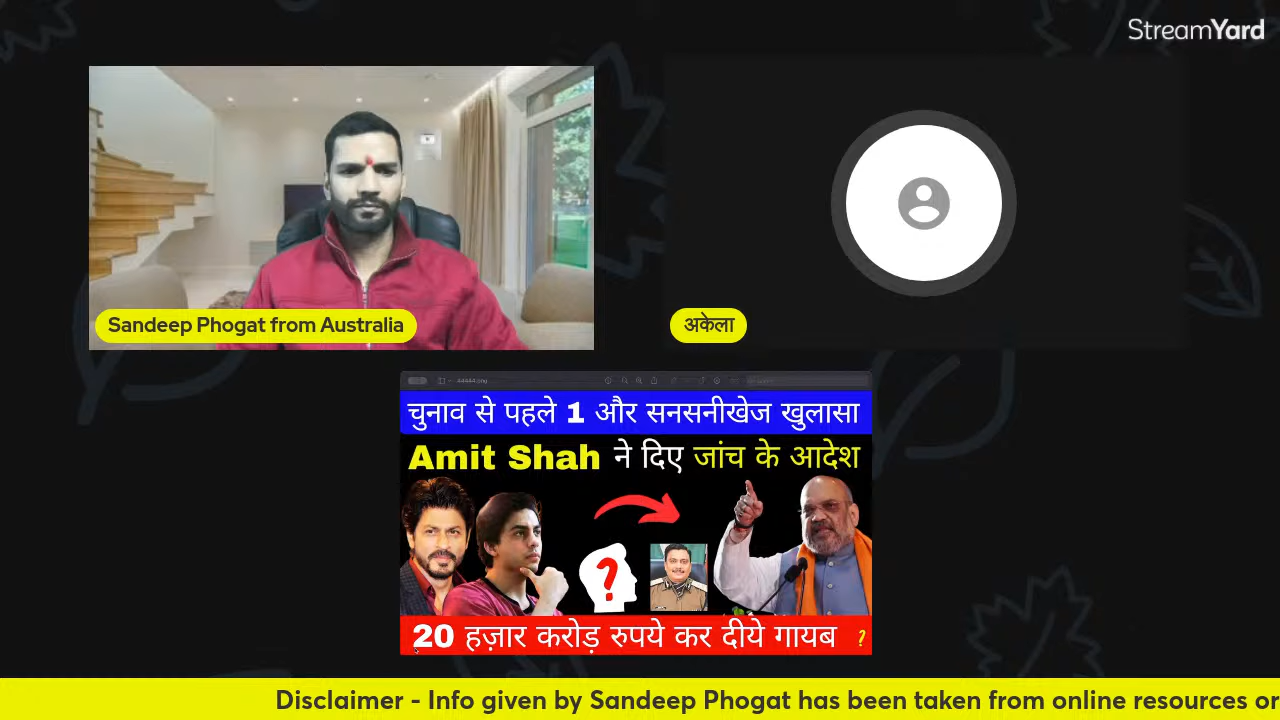 StreamYard
Sandeep Phogat from Australia
अकेला
चुनाव से पहले 1 और सनसनीखेज खुलासा
Amit Shah ने दिए जांच के आदेश
?
20 हज़ार करोड़ रुपये कर दीये गायब ?
Disclaimer - Info given by Sandeep Phogat has been taken from online resources or